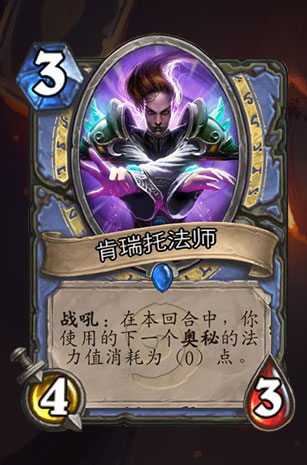 3
肯瑞托法师
战吼：在本回合中，你
使用的下一个奥秘的法
力值消耗为（0）点。
4
3